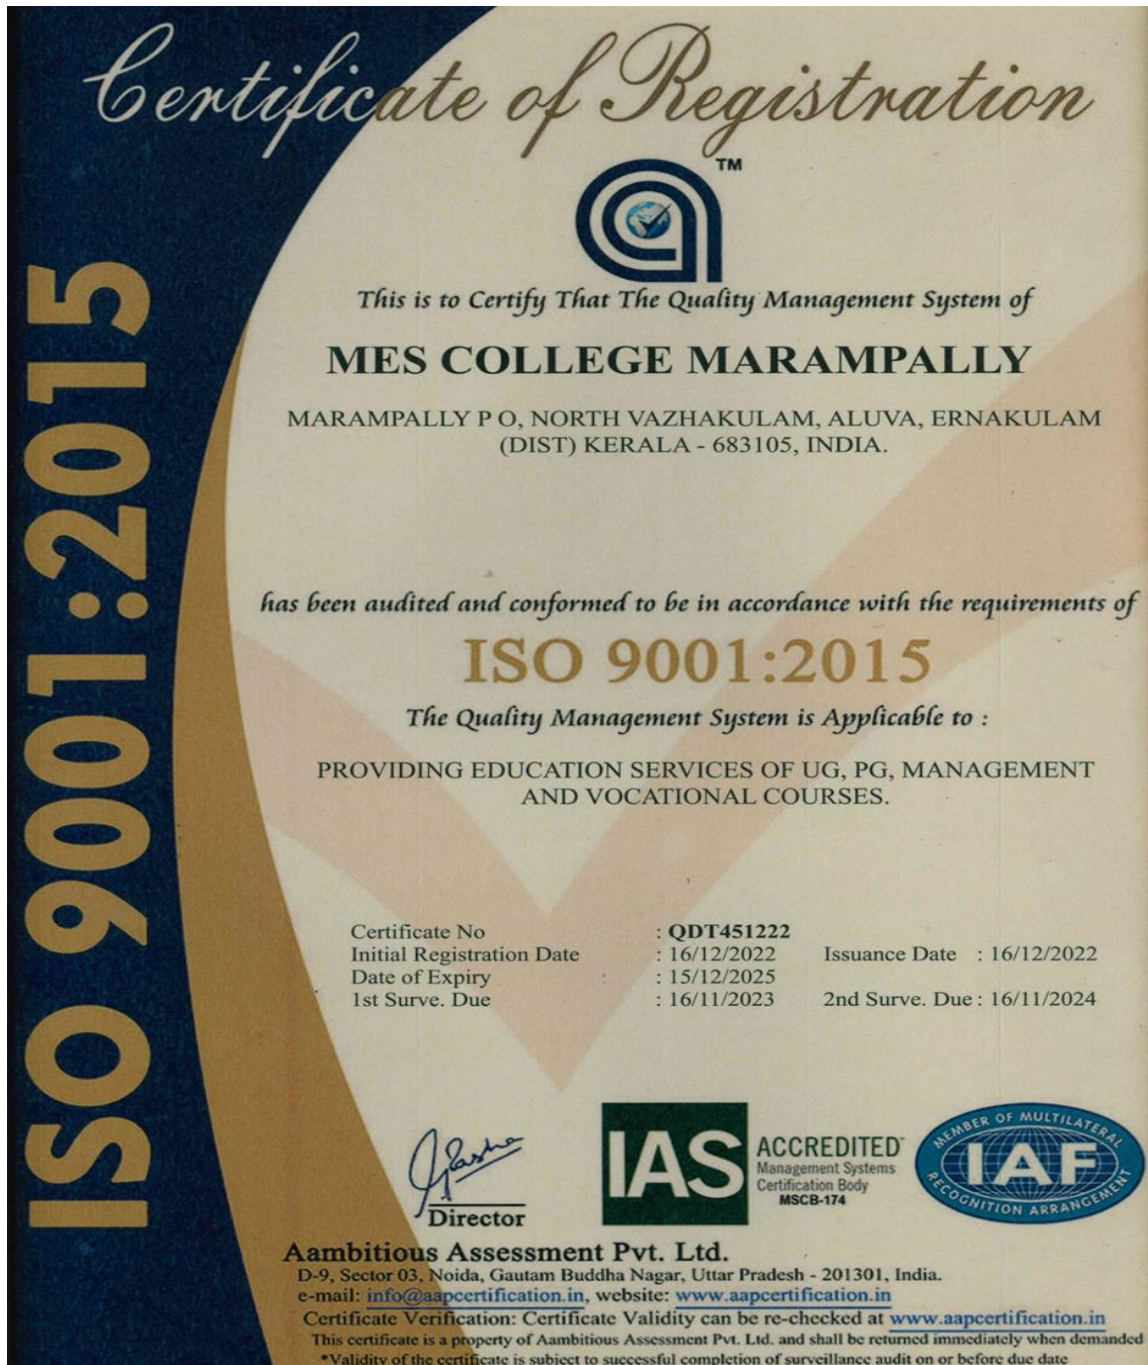 Certificate of Registration
TM
This is to Certify That The Quality Management System of
MES COLLEGE MARAMPALLY
MARAMPALLY P O, NORTH VAZHAKULAM, ALUVA, ERNAKULAM
(DIST) KERALA - 683105, INDIA.
has been audited and conformed to be in accordance with the requirements of
ISO 9001:2015
The Quality Management System is Applicable to :
PROVIDING EDUCATION SERVICES OF UG, PG, MANAGEMENT
AND VOCATIONAL COURSES.
Certificate No : QDT451222
Initial Registration Date : 16/12/2022 Issuance Date : 16/12/2022
Date of Expiry : 15/12/2025
1st Surve. Due : 16/11/2023 2nd Surve. Due : 16/11/2024
ISO 9001:2015
Director
IAS ACCREDITED
Management Systems
Certification Body
MSCB-174
MEMBER OF MULTILATERAL
IAF
RECOGNITION ARRANGEMENT
Aambitious Assessment Pvt. Ltd.
D-9, Sector 03, Noida, Gautam Buddha Nagar, Uttar Pradesh - 201301, India.
e-mail: info@aapcertification.in, website: www.aapcertification.in
Certificate Verification: Certificate Validity can be re-checked at www.aapcertification.in
This certificate is a property of Aambitious Assessment Pvt. Ltd. and shall be returned immediately when demanded
*Validity of the certificate is subject to successful completion of surveillance audit on or before due date